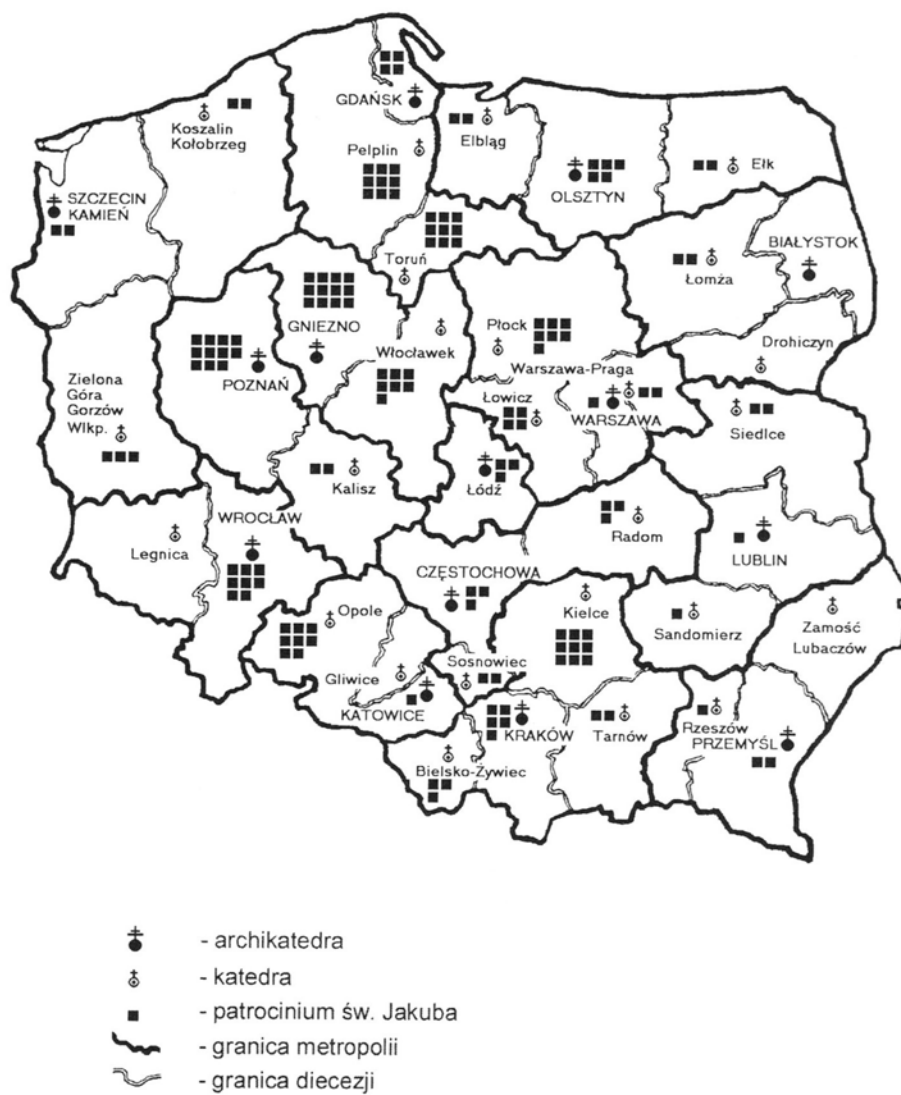 GDAŃSK
Koszalin
Kołobrzeg
Elbląg
Pelplin
Ełk
OLSZTYN
SZCZECIN
KAMIEŃ
BIAŁYSTOK
Toruń
Łomża
GNIEZNO
Płock
Drohiczyn
Włocławek
POZNAŃ
Warszawa-Praga
Zielona
Góra
Gorzów
Wlkp.
Łowicz
WARSZAWA
Siedlce
Kalisz
Łódź
WROCŁAW
Radom
Legnica
LUBLIN
CZĘSTOCHOWA
Opole
Kielce
Sandomierz
Zamość
Lubaczów
Sosnowiec
Gliwice
KATOWICE
Rzeszów
KRAKÓW
Tarnów
PRZEMYŚL
Bielsko-Żywiec
- archikatedra
- katedra
- patrocinium św. Jakuba
- granica metropolii
- granica diecezji